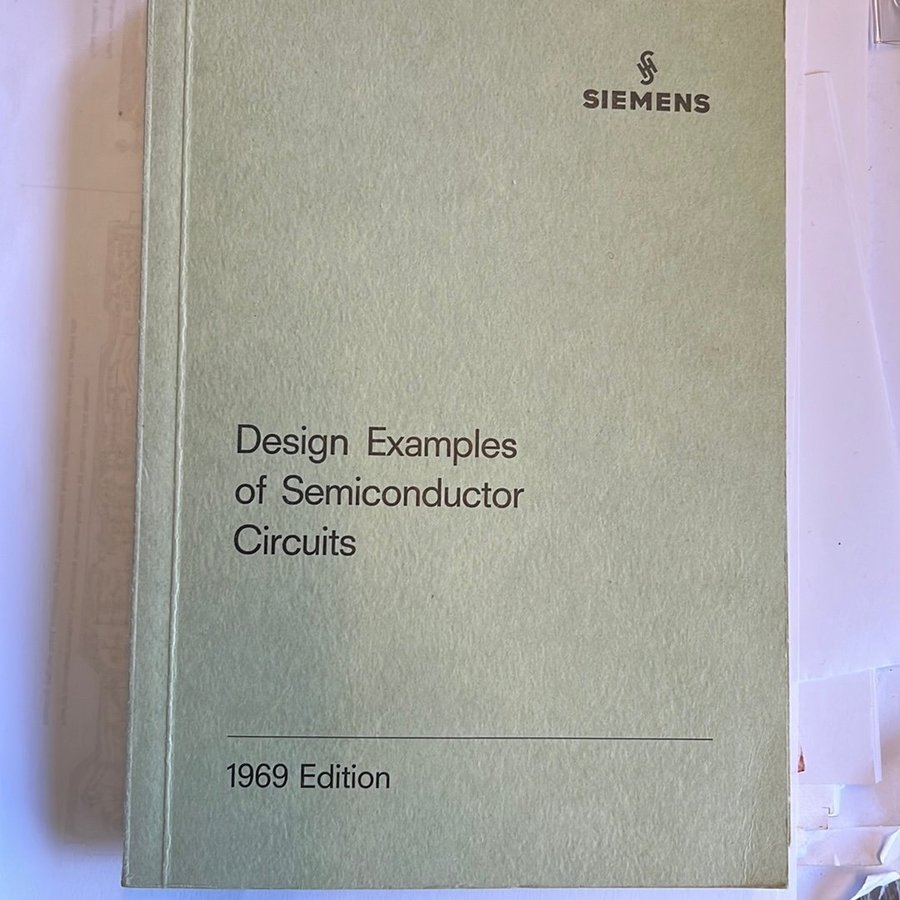 SIEMENS
Design Examples
of Semiconductor
Circuits
1969 Edition